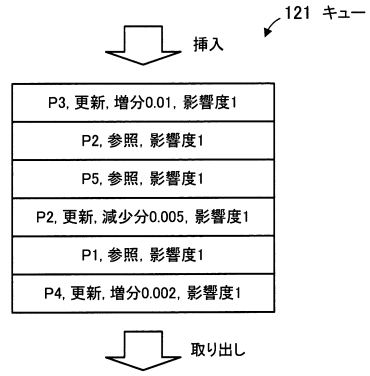 121 キュー
挿入
P3, 更新, 増分0.01, 影響度1
P2, 参照, 影響度1
P5, 参照, 影響度1
P2, 更新, 減少分0.005, 影響度1
P1, 参照, 影響度1
P4, 更新, 増分0.002, 影響度1
取り出し